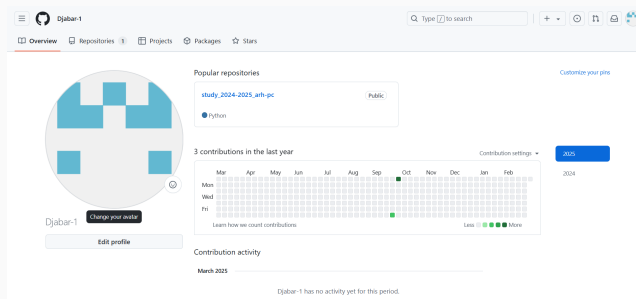 Djabar-1
Type / to search
Overview
Repositories 1
Projects
Packages
Stars
Popular repositories
Customize your pins
study_2024-2025_arh-pc
Public
Python
3 contributions in the last year
Contribution settings
2025
2024
Mar Apr May Jun Jul Aug Sep Oct Nov Dec Jan Feb
Mon
Wed
Fri
Learn how we count contributions
Less
More
Change your avatar
Djabar-1
Edit profile
Contribution activity
March 2025
Djabar-1 has no activity yet for this period.